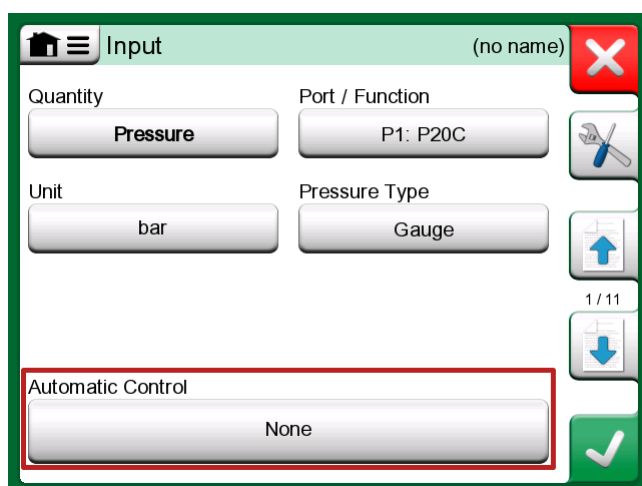 Input (no name)
Quantity Port / Function
Pressure P1: P20C
Unit Pressure Type
bar Gauge
1 / 11
Automatic Control
None